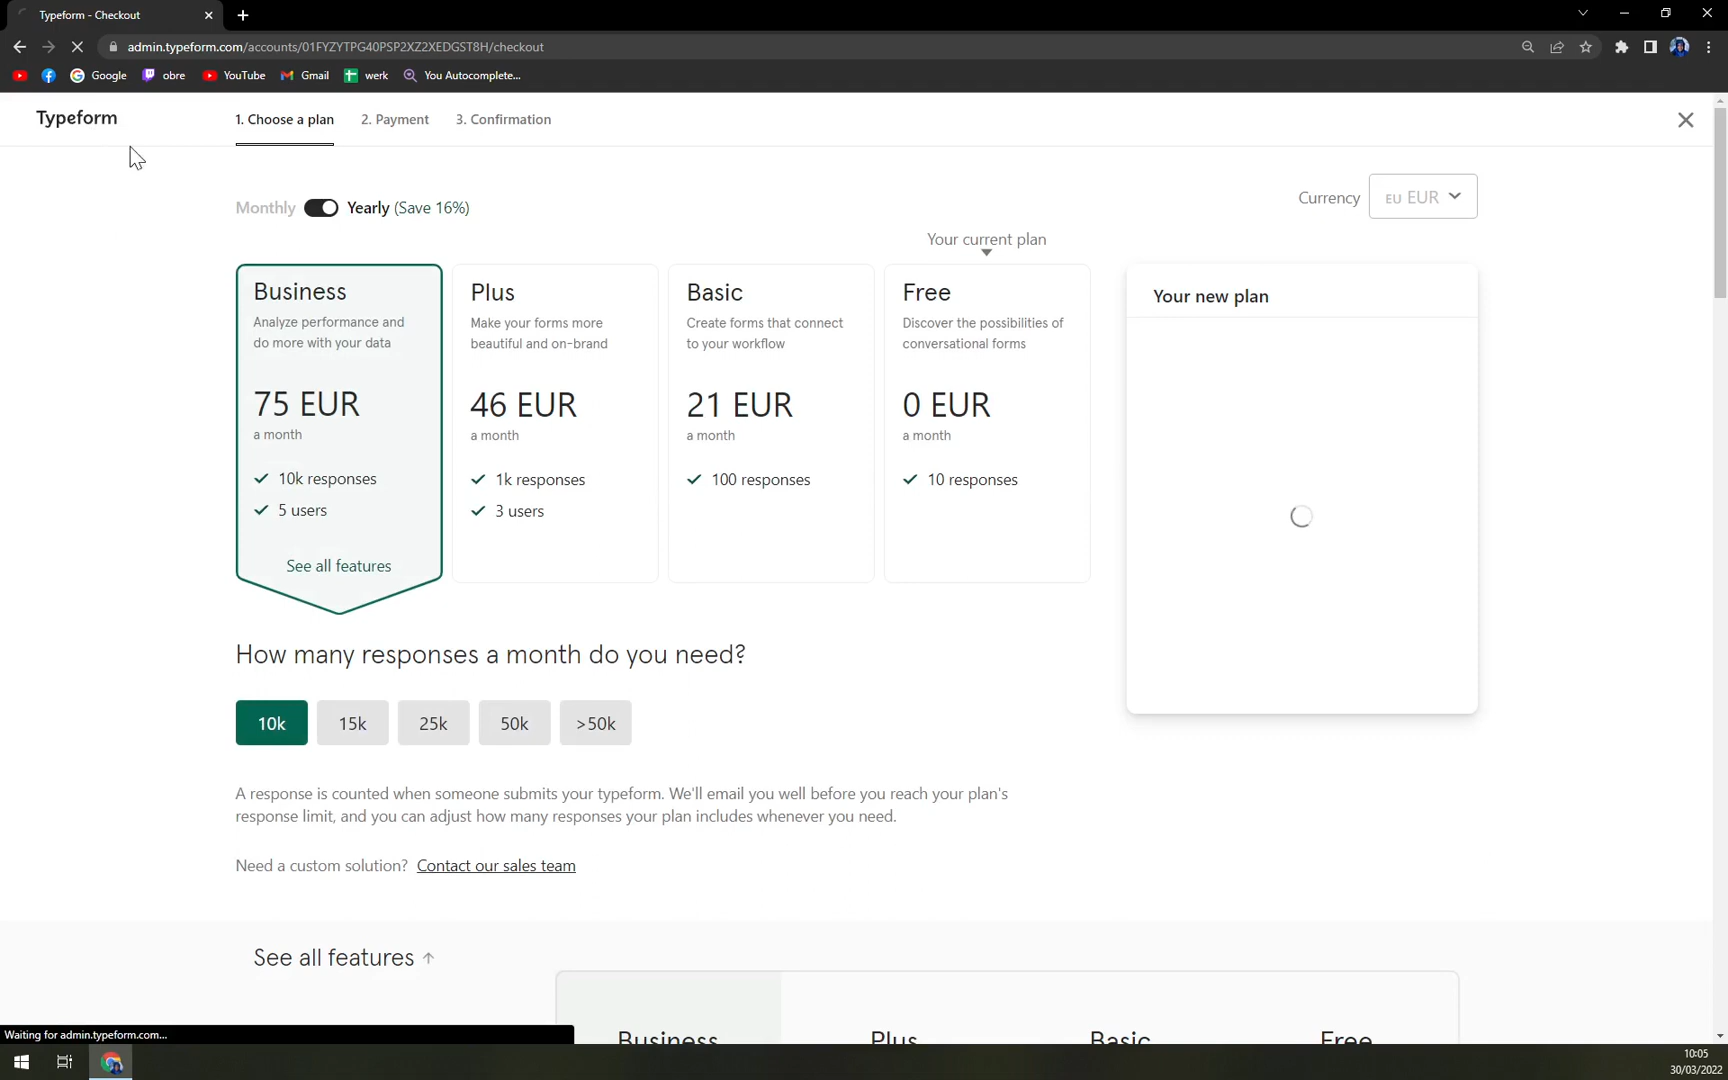 Typeform - Checkout
admin.typeform.com/accounts/01FYZYTPG40PSP2XZ2XEDGST8H/checkout
Google obre YouTube Gmail werk You Autocomplete...
Typeform 1. Choose a plan 2. Payment 3. Confirmation
Monthly Yearly (Save 16%) Currency EU EUR
Your current plan
Business Plus Basic Free Your new plan
Analyze performance and Make your forms more Create forms that connect Discover the possibilities of
do more with your data beautiful and on-brand to your workflow conversational forms
75 EUR 46 EUR 21 EUR 0 EUR
a month a month a month a month
10k responses 1k responses 100 responses 10 responses
5 users 3 users
See all features
How many responses a month do you need?
10k 15k 25k 50k >50k
A response is counted when someone submits your typeform. We'll email you well before you reach your plan's
response limit, and you can adjust how many responses your plan includes whenever you need.
Need a custom solution? Contact our sales team
See all features ↑
Business Plus Basic Free
Waiting for admin.typeform.com...
10:05
30/03/2022